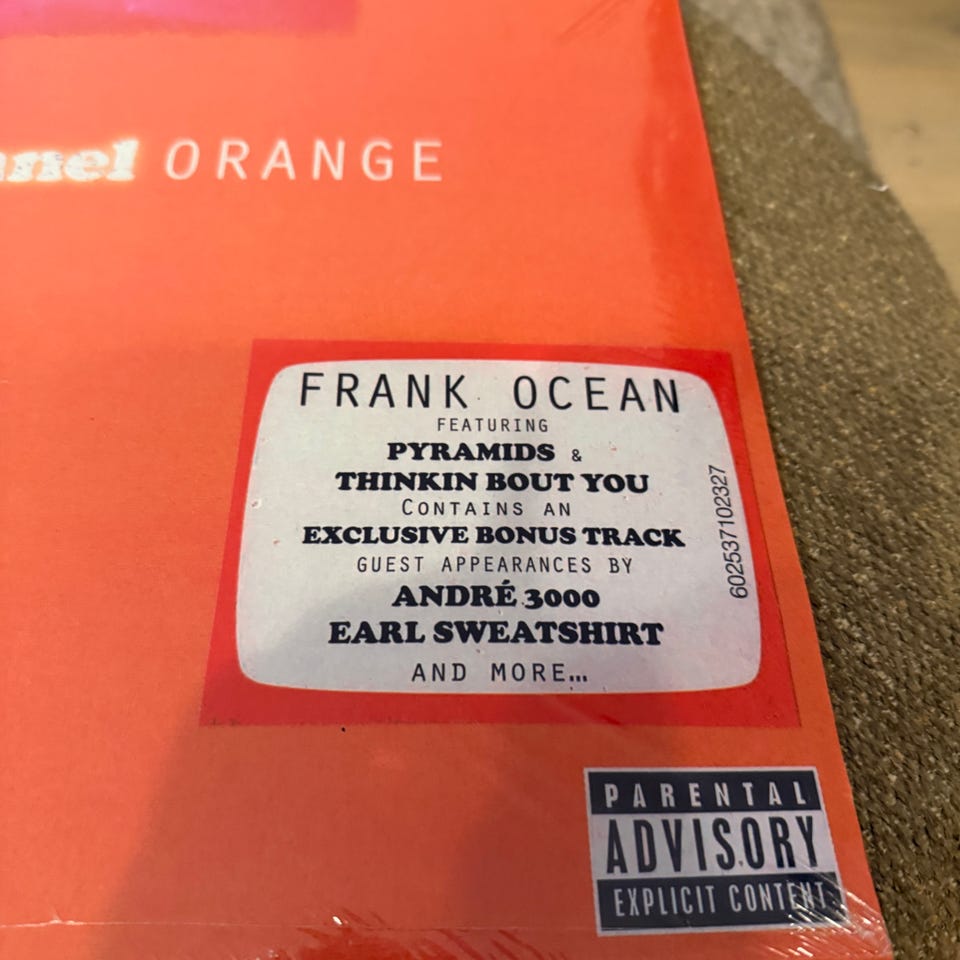 nnel ORANGE
FRANK OCEAN
FEATURING
PYRAMIDS &
THINKIN BOUT YOU
CONTAINS AN
EXCLUSIVE BONUS TRACK
GUEST APPEARANCES BY
ANDRÉ 3000
EARL SWEATSHIRT
AND MORE...
602537102327
PARENTAL
ADVISORY
EXPLICIT CONTENT